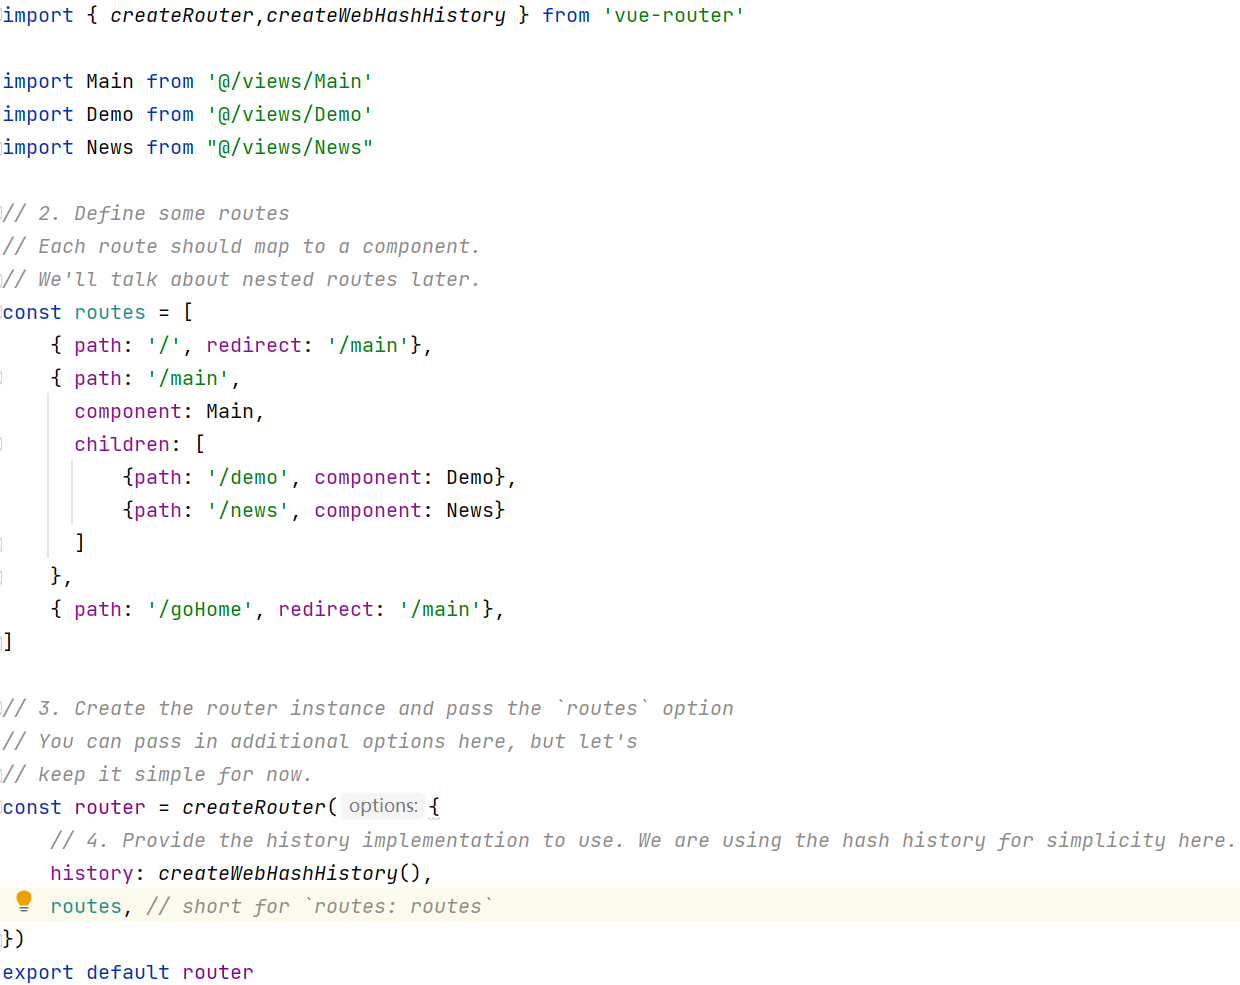 import { createRouter,createWebHashHistory } from 'vue-router'
import Main from '@/views/Main'
import Demo from '@/views/Demo'
import News from "@/views/News"
// 2. Define some routes
// Each route should map to a component.
// We'll talk about nested routes later.
const routes = [
    { path: '/', redirect: '/main'},
    { path: '/main',
      component: Main,
      children: [
          {path: '/demo', component: Demo},
          {path: '/news', component: News}
      ]
    },
    { path: '/goHome', redirect: '/main'},
]
// 3. Create the router instance and pass the `routes` option
// You can pass in additional options here, but let's
// keep it simple for now.
const router = createRouter( options: {
    // 4. Provide the history implementation to use. We are using the hash history for simplicity here.
    history: createWebHashHistory(),
    routes, // short for `routes: routes`
})
export default router